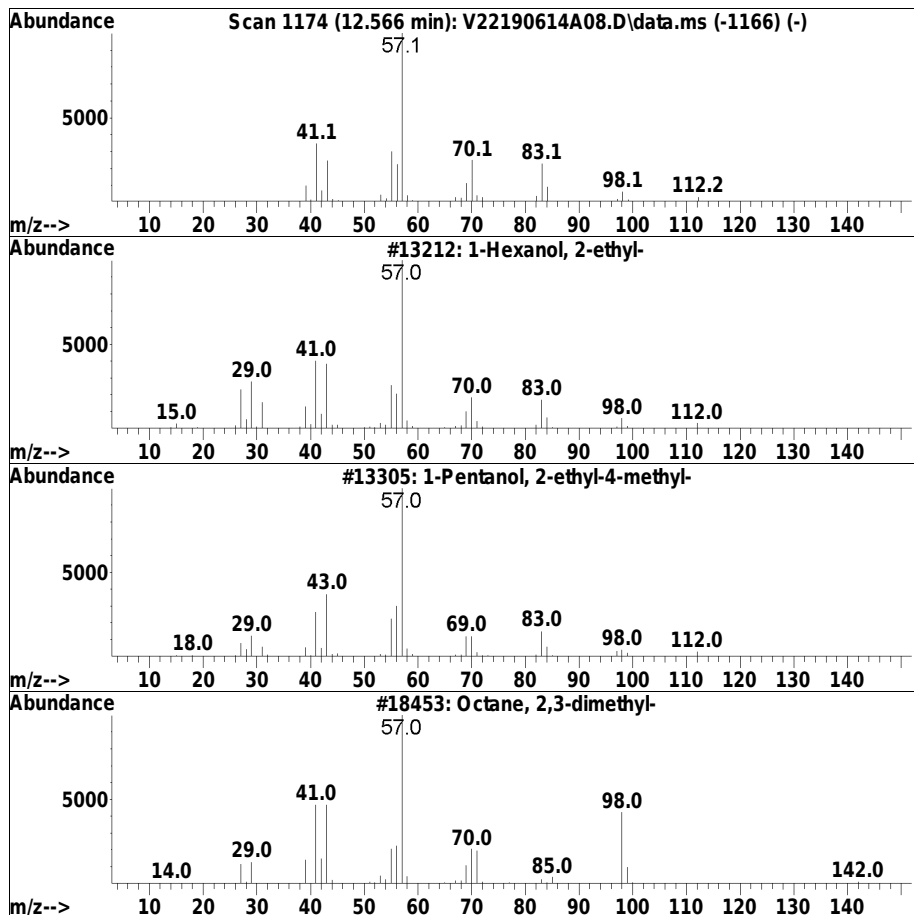 Abundance Scan 1174 (12.566 min): V22190614A08.D\data.ms (-1166) (-)
57.1
5000
41.1
70.1 83.1
98.1 112.2
m/z--> 10 20 30 40 50 60 70 80 90 100 110 120 130 140
Abundance #13212: 1-Hexanol, 2-ethyl-
57.0
5000
41.0
29.0
70.0 83.0
15.0 98.0 112.0
m/z--> 10 20 30 40 50 60 70 80 90 100 110 120 130 140
Abundance #13305: 1-Pentanol, 2-ethyl-4-methyl-
57.0
5000
43.0
29.0 69.0 83.0
18.0 98.0 112.0
m/z--> 10 20 30 40 50 60 70 80 90 100 110 120 130 140
Abundance #18453: Octane, 2,3-dimethyl-
57.0
5000 41.0 98.0
29.0 70.0
14.0 85.0 142.0
m/z--> 10 20 30 40 50 60 70 80 90 100 110 120 130 140